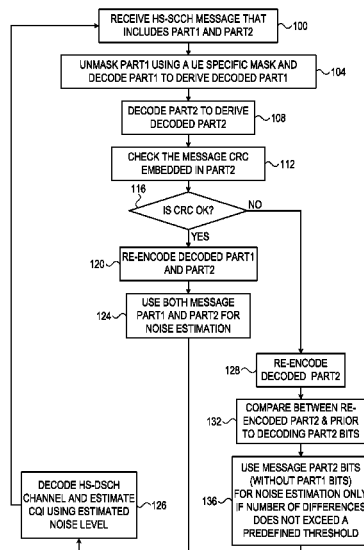 RECEIVE HS-SCCH MESSAGE THAT
INCLUDES PART1 AND PART2
100
UNMASK PART1 USING A UE SPECIFIC MASK AND
DECODE PART1 TO DERIVE DECODED PART1
104
DECODE PART2 TO DERIVE
DECODED PART2
108
CHECK THE MESSAGE CRC
EMBEDDED IN PART2
112
116
IS CRC OK?
NO
YES
120
RE-ENCODE DECODED PART1
AND PART2
124
USE BOTH MESSAGE
PART1 AND PART2 FOR
NOISE ESTIMATION
128
RE-ENCODE
DECODED PART2
132
COMPARE BETWEEN RE-
ENCODED PART2 & PRIOR
TO DECODING PART2 BITS
136
USE MESSAGE PART2 BITS
(WITHOUT PART1 BITS)
FOR NOISE ESTIMATION ONLY
IF NUMBER OF DIFFERENCES
DOES NOT EXCEED A
PREDEFINED THRESHOLD
DECODE HS-DSCH
CHANNEL AND ESTIMATE
CQI USING ESTIMATED
NOISE LEVEL
126